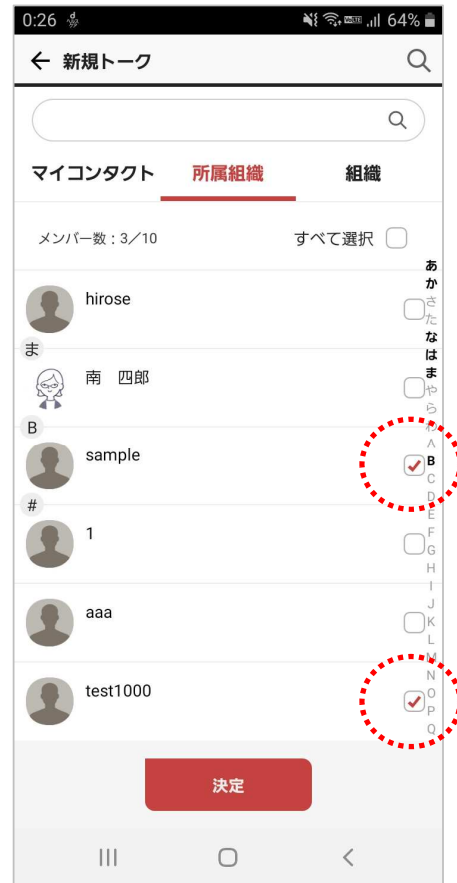 0:26 64%
新規トーク
マイコンタクト 所属組織 組織
メンバー数：3／10 すべて選択
hirose
ま
南 四郎
B
sample
#
1
aaa
test1000
あ
か
さ
た
な
は
ま
や
ら
わ
A
B
C
D
E
F
G
H
I
J
K
L
M
N
O
P
Q
決定